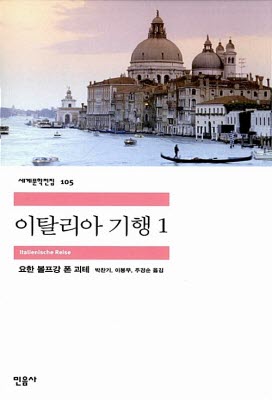 세계문학전집 105
이탈리아 기행 1
Italienische Reise
요한 볼프강 폰 괴테 박찬기, 이봉무, 주경순 옮김
민음사